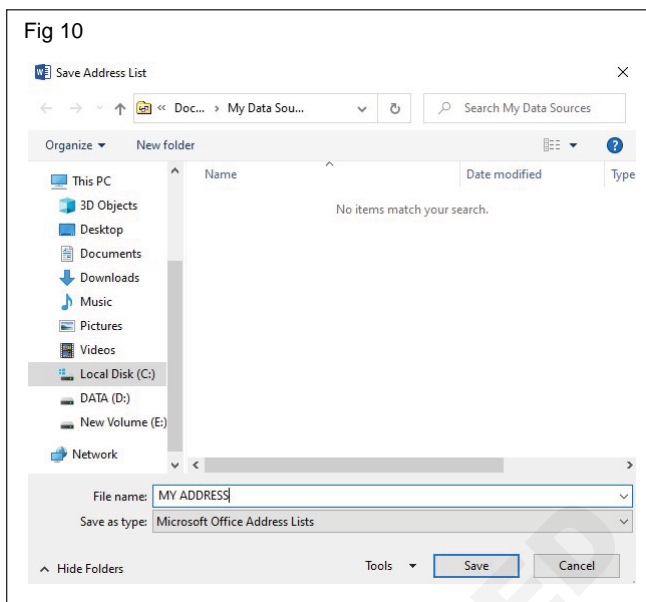 Fig 10
Save Address List
« Doc... › My Data Sou...
Search My Data Sources
Organize
New folder
Name
Date modified
Type
No items match your search.
This PC
3D Objects
Desktop
Documents
Downloads
Music
Pictures
Videos
Local Disk (C:)
DATA (D:)
New Volume (E:)
Network
File name: MY ADDRESS
Save as type: Microsoft Office Address Lists
Hide Folders
Tools
Save
Cancel